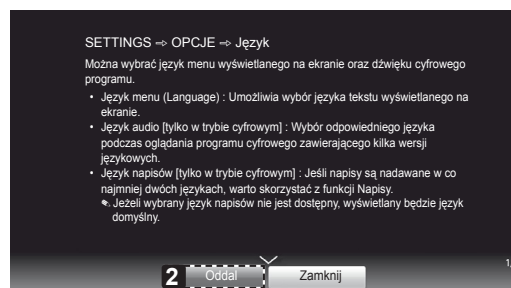 SETTINGS ⇨ OPCJE ⇨ Język
Można wybrać język menu wyświetlanego na ekranie oraz dźwięku cyfrowego
programu.
• Język menu (Language) : Umożliwia wybór języka tekstu wyświetlanego na
ekranie.
• Język audio [tylko w trybie cyfrowym] : Wybór odpowiedniego języka
podczas oglądania programu cyfrowego zawierającego kilka wersji
językowych.
• Język napisów [tylko w trybie cyfrowym] : Jeśli napisy są nadawane w co
najmniej dwóch językach, warto skorzystać z funkcji Napisy.
✎ Jeżeli wybrany język napisów nie jest dostępny, wyświetlany będzie język
domyślny.
2 Oddal Zamknij